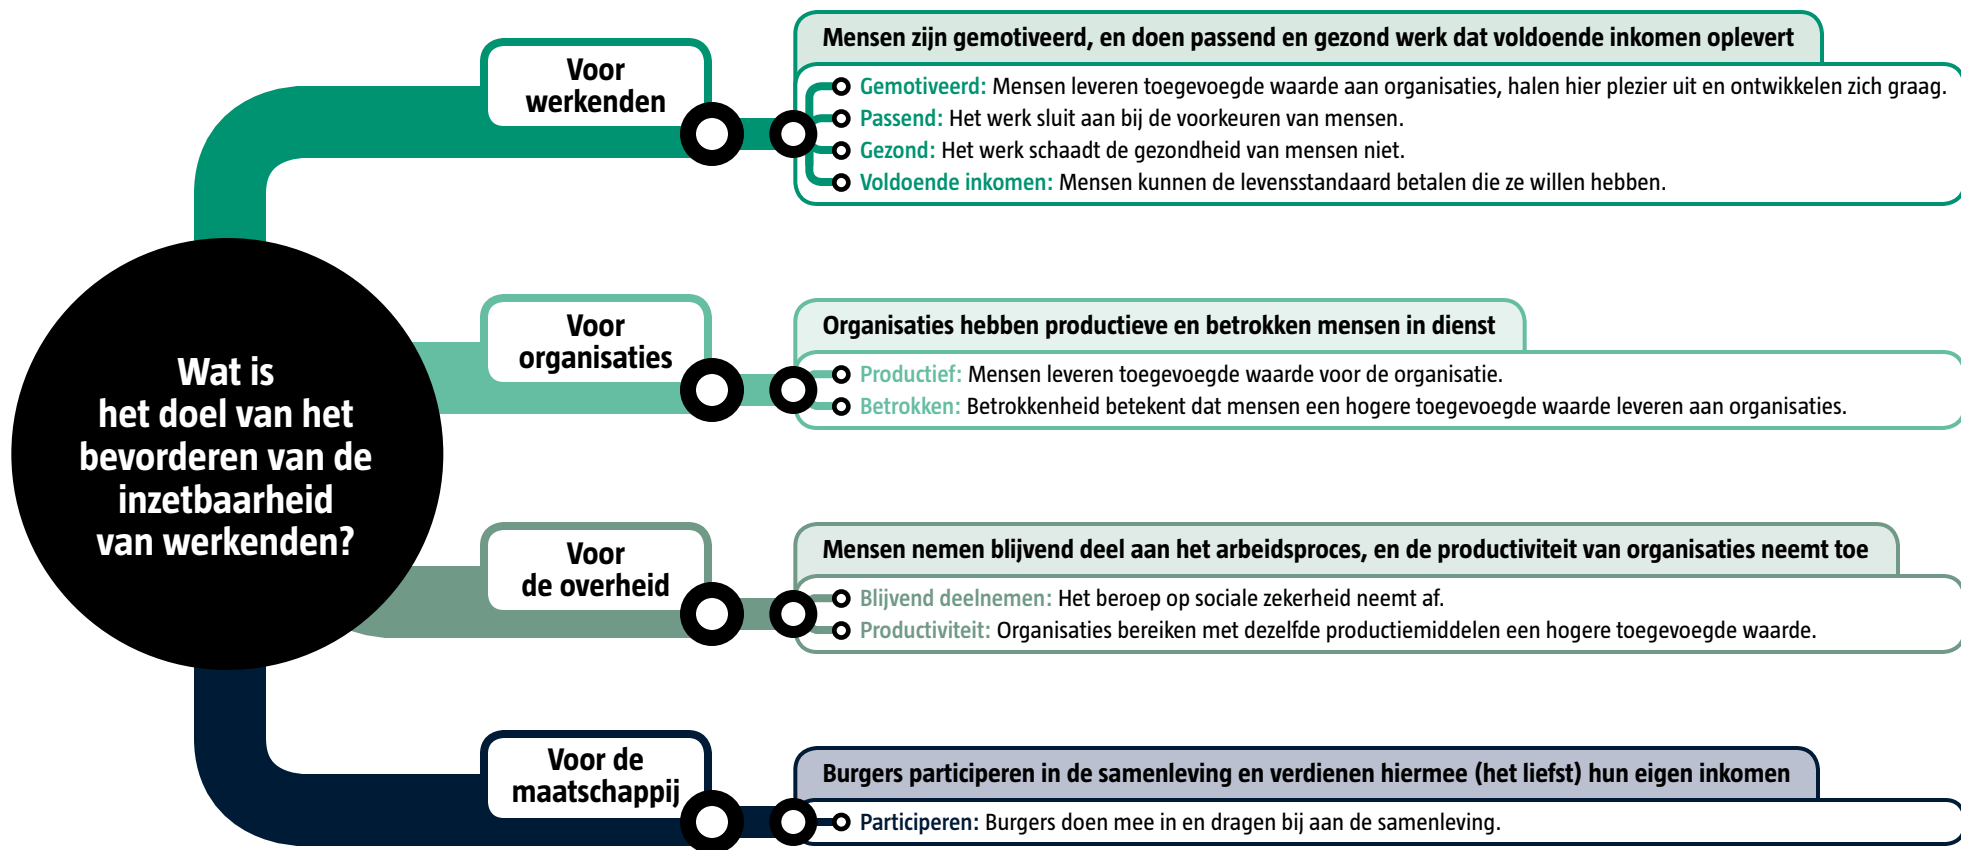 Wat is
het doel van het
bevorderen van de
inzetbaarheid
van werkenden?
Voor
werkenden
Mensen zijn gemotiveerd, en doen passend en gezond werk dat voldoende inkomen oplevert
Gemotiveerd: Mensen leveren toegevoegde waarde aan organisaties, halen hier plezier uit en ontwikkelen zich graag.
Passend: Het werk sluit aan bij de voorkeuren van mensen.
Gezond: Het werk schaadt de gezondheid van mensen niet.
Voldoende inkomen: Mensen kunnen de levensstandaard betalen die ze willen hebben.
Voor
organisaties
Organisaties hebben productieve en betrokken mensen in dienst
Productief: Mensen leveren toegevoegde waarde voor de organisatie.
Betrokken: Betrokkenheid betekent dat mensen een hogere toegevoegde waarde leveren aan organisaties.
Voor
de overheid
Mensen nemen blijvend deel aan het arbeidsproces, en de productiviteit van organisaties neemt toe
Blijvend deelnemen: Het beroep op sociale zekerheid neemt af.
Productiviteit: Organisaties bereiken met dezelfde productiemiddelen een hogere toegevoegde waarde.
Voor de
maatschappij
Burgers participeren in de samenleving en verdienen hiermee (het liefst) hun eigen inkomen
Participeren: Burgers doen mee in en dragen bij aan de samenleving.